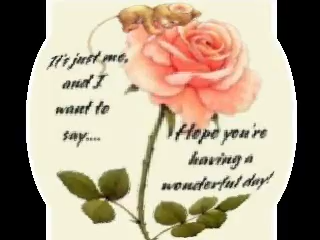 It's just me,
and I
want to
say....
Hope you're
having a
wonderful day!